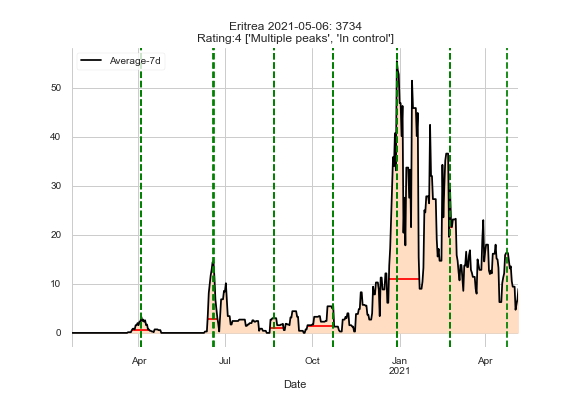 Eritrea 2021-05-06: 3734
Rating:4 ['Multiple peaks', 'In control']
Average-7d
50
40
30
20
10
0
Apr
Jul
Oct
Jan
2021
Apr
Date